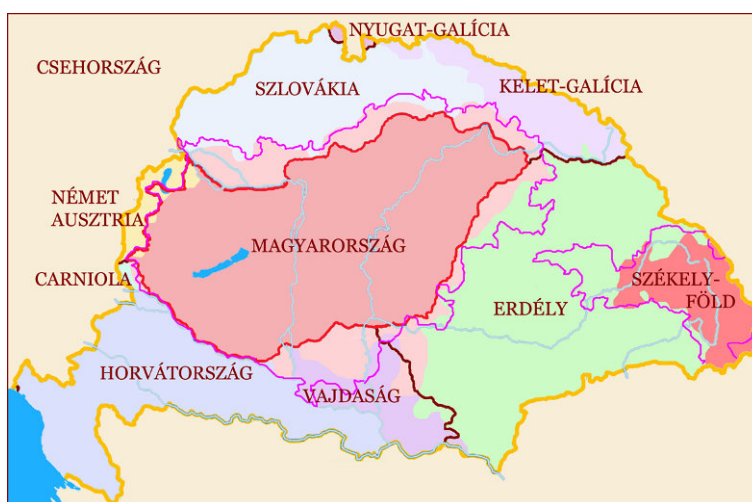 NYUGAT-GALÍCIA
CSEHORSZÁG
SZLOVÁKIA
KELET-GALÍCIA
NÉMET
AUSZTRIA
MAGYARORSZÁG
CARNIOLA
SZÉKELY-
FÖLD
ERDÉLY
HORVÁTORSZÁG
VAJDASÁG